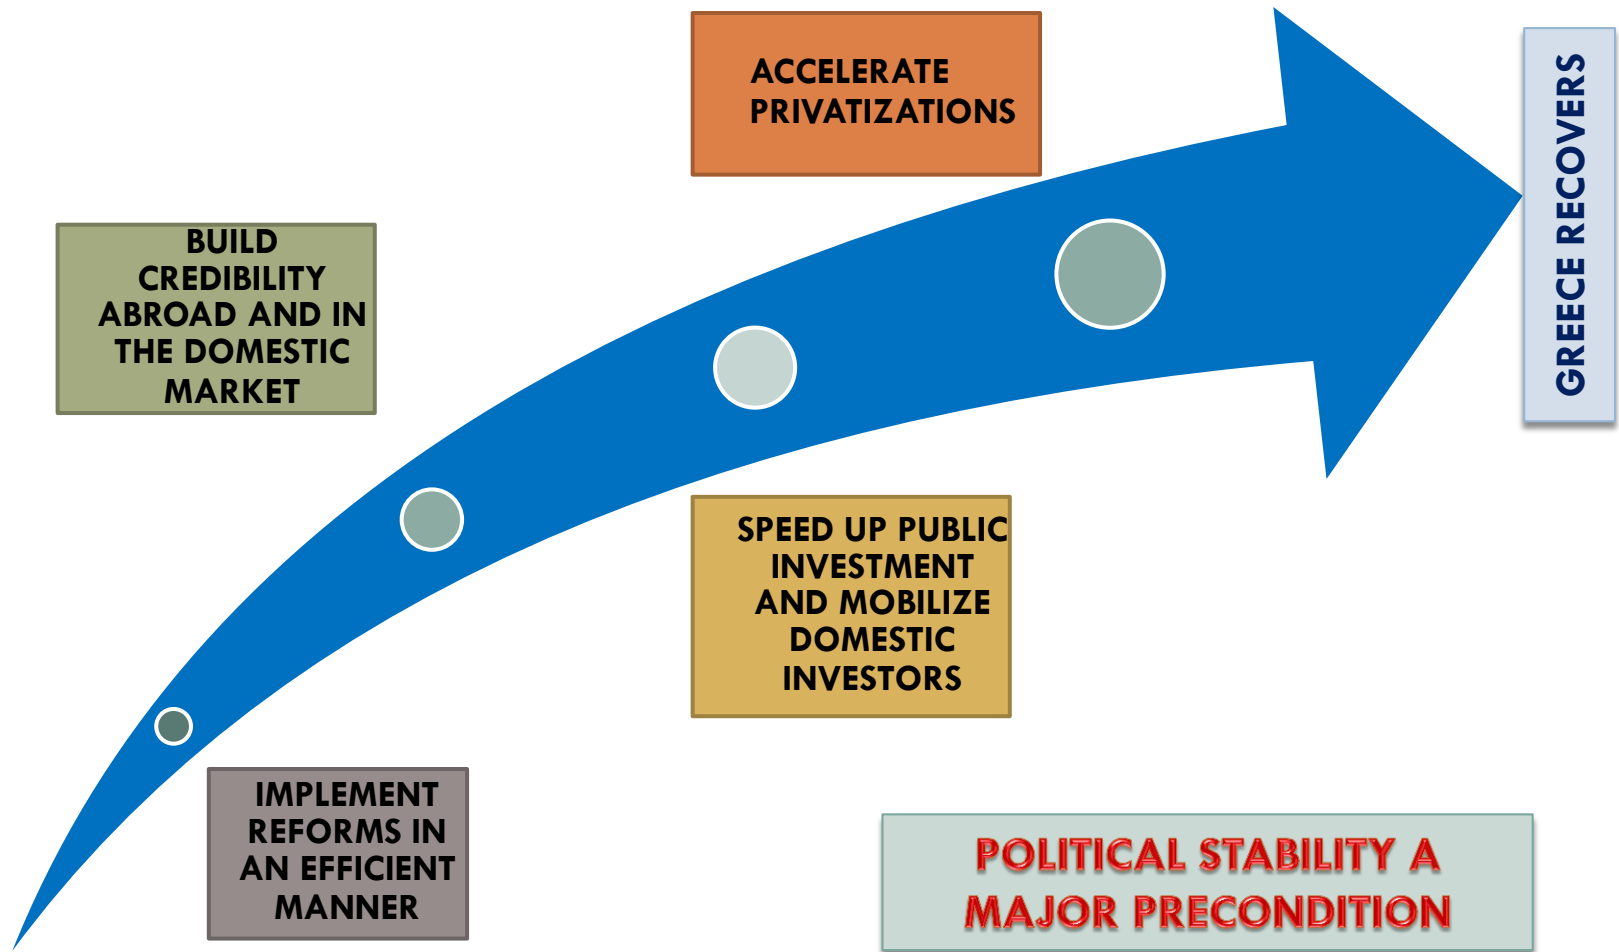 ACCELERATE
PRIVATIZATIONS
GREECE RECOVERS
BUILD
CREDIBILITY
ABROAD AND IN
THE DOMESTIC
MARKET
SPEED UP PUBLIC
INVESTMENT
AND MOBILIZE
DOMESTIC
INVESTORS
IMPLEMENT
REFORMS IN
AN EFFICIENT
MANNER
POLITICAL STABILITY A
MAJOR PRECONDITION